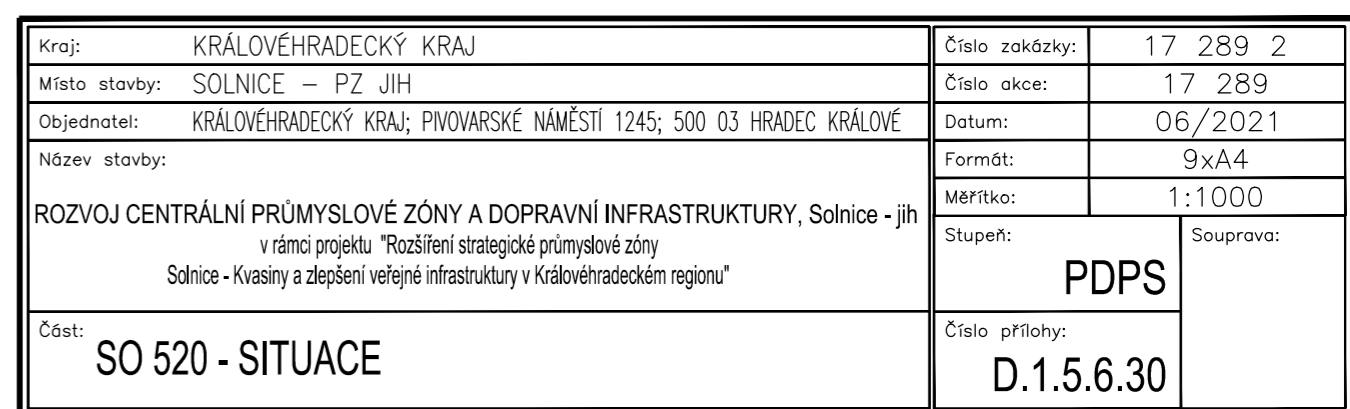 Kraj: KRÁLOVÉHRADECKÝ KRAJ
Místo stavby: SOLNICE – PZ JIH
Objednatel: KRÁLOVÉHRADECKÝ KRAJ; PIVOVARSKÉ NÁMĚSTÍ 1245; 500 03 HRADEC KRÁLOVÉ
Název stavby:
ROZVOJ CENTRÁLNÍ PRŮMYSLOVÉ ZÓNY A DOPRAVNÍ INFRASTRUKTURY, Solnice - jih
v rámci projektu "Rozšíření strategické průmyslové zóny
Solnice - Kvasiny a zlepšení veřejné infrastruktury v Královéhradeckém regionu"
Část:
SO 520 - SITUACE
Číslo zakázky: 17 289 2
Číslo akce: 17 289
Datum: 06/2021
Formát: 9xA4
Měřítko: 1:1000
Stupeň: Souprava:
PDPS
Číslo přílohy:
D.1.5.6.30